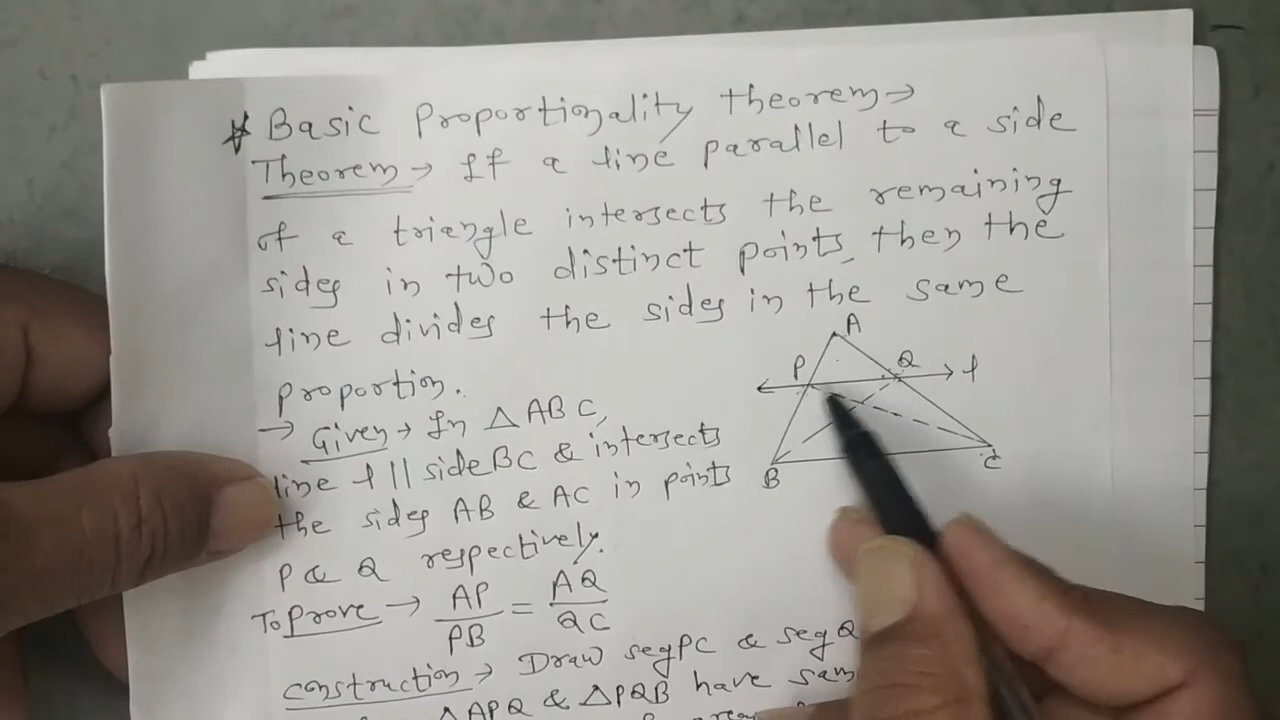 * Basic Proportionality theorem →
Theorem → If a line parallel to a side
of a triangle intersects the remaining
sides in two distinct points, then the
line divides the sides in the same
proportion.
→ Given → In △ABC,
line l || side BC & intersects
the sides AB & AC in points
P & Q respectively.
To Prove → AP/PB = AQ/QC
Construction → Draw seg PC & seg Q
△APQ & △PQB have sam
A
P
Q
l
B
C